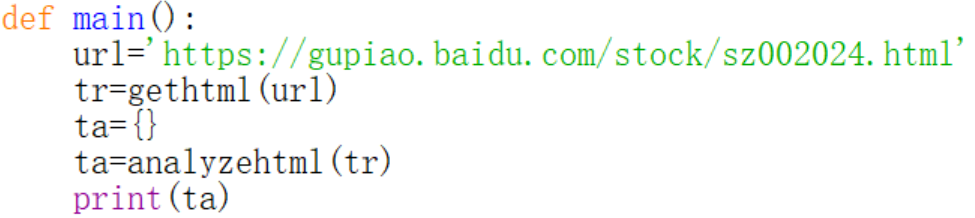 def main():
    url='https://gupiao.baidu.com/stock/sz002024.html'
    tr=gethtml(url)
    ta={}
    ta=analyzehtml(tr)
    print(ta)